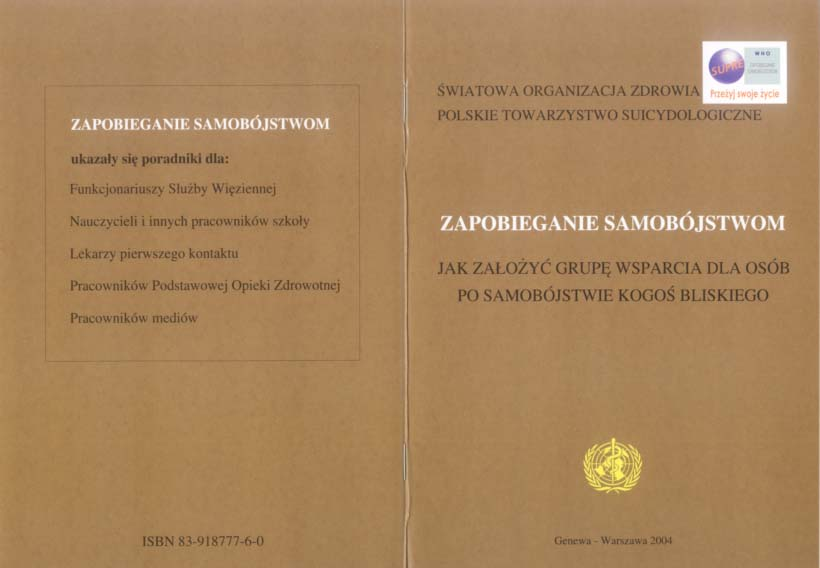 ZAPOBIEGANIE SAMOBÓJSTWOM
ukazały się poradniki dla:
Funkcjonariuszy Służby Więziennej
Nauczycieli i innych pracowników szkoły
Lekarzy pierwszego kontaktu
Pracowników Podstawowej Opieki Zdrowotnej
Pracowników mediów
ISBN 83-918777-6-0
WHO
SUPRE
ZAPOBIEGANIE
SAMOBÓJSTWOM
Przeżyj swoje życie
ŚWIATOWA ORGANIZACJA ZDROWIA
POLSKIE TOWARZYSTWO SUICYDOLOGICZNE
ZAPOBIEGANIE SAMOBÓJSTWOM
JAK ZAŁOŻYĆ GRUPĘ WSPARCIA DLA OSÓB
PO SAMOBÓJSTWIE KOGOŚ BLISKIEGO
Genewa - Warszawa 2004